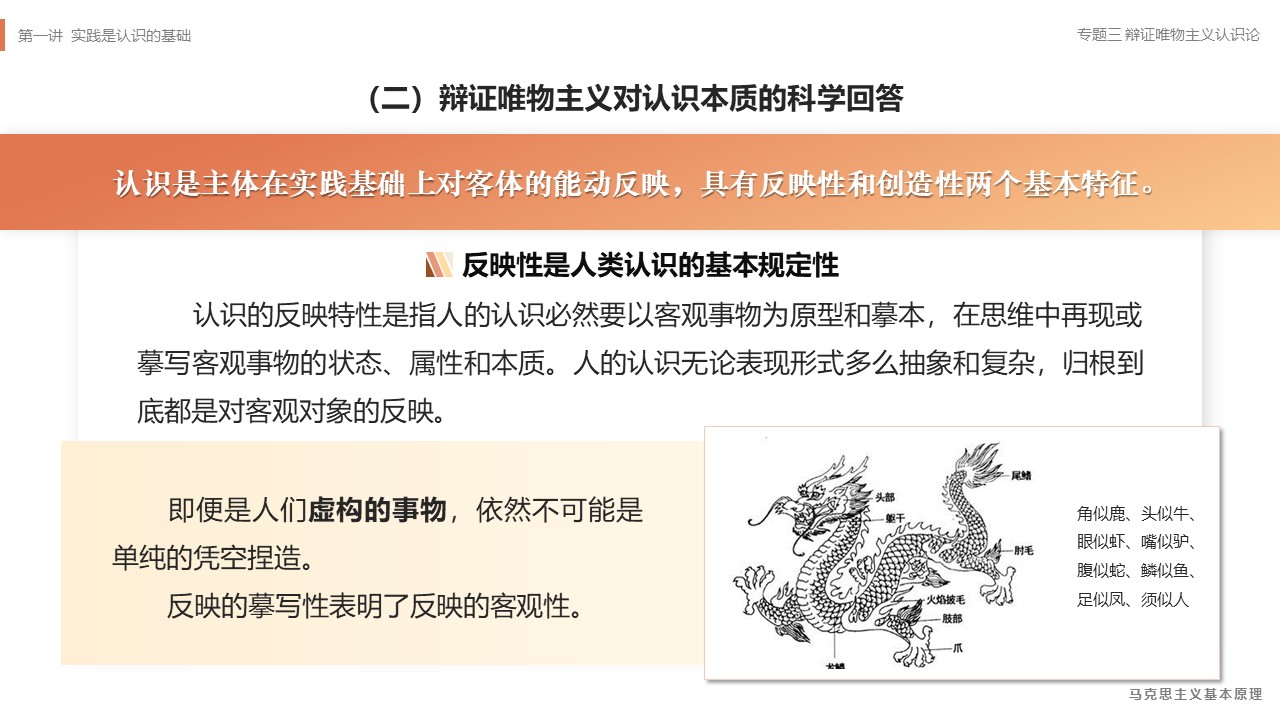 第一讲 实践是认识的基础
专题三 辩证唯物主义认识论
（二）辩证唯物主义对认识本质的科学回答
认识是主体在实践基础上对客体的能动反映，具有反映性和创造性两个基本特征。
反映性是人类认识的基本规定性
认识的反映特性是指人的认识必然要以客观事物为原型和摹本，在思维中再现或
摹写客观事物的状态、属性和本质。人的认识无论表现形式多么抽象和复杂，归根到
底都是对客观对象的反映。
即便是人们虚构的事物，依然不可能是
单纯的凭空捏造。
反映的摹写性表明了反映的客观性。
尾鳍
头部
躯干
肘毛
火焰披毛
肢部
爪
角似鹿、头似牛、
眼似虾、嘴似驴、
腹似蛇、鳞似鱼、
足似凤、须似人
马克思主义基本原理